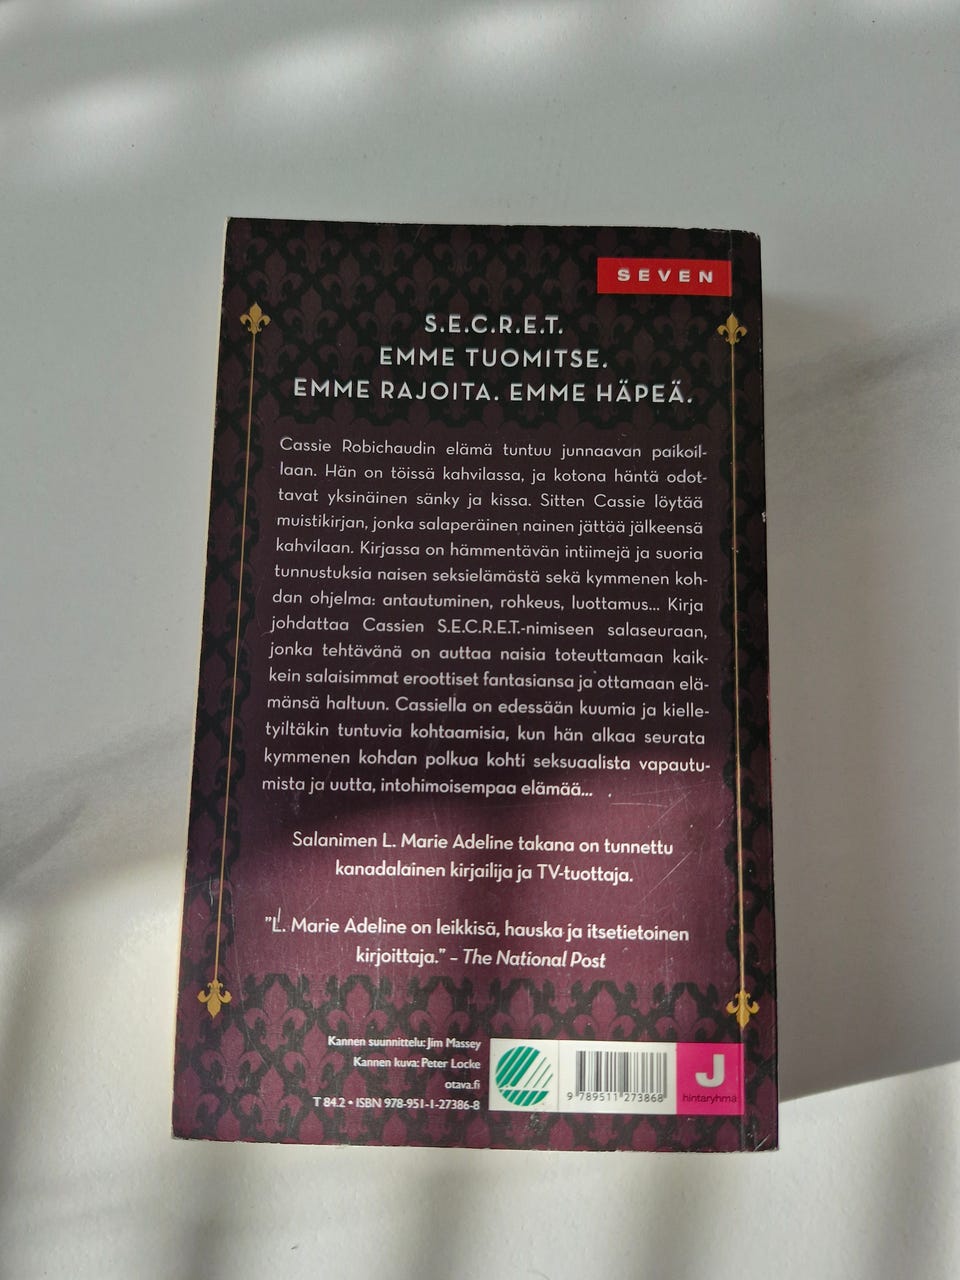 SEVEN
S.E.C.R.E.T.
EMME TUOMITSE.
EMME RAJOITA. EMME HÄPEÄ.
Cassie Robichaudin elämä tuntuu junnaavan paikoil-
laan. Hän on töissä kahvilassa, ja kotona häntä odot-
tavat yksinäinen sänky ja kissa. Sitten Cassie löytää
muistikirjan, jonka salaperäinen nainen jättää jälkeensä
kahvilaan. Kirjassa on hämmentävän intiimejä ja suoria
tunnustuksia naisen seksielämästä sekä kymmenen koh-
dan ohjelma: antautuminen, rohkeus, luottamus... Kirja
johdattaa Cassien S.E.C.R.E.T.-nimiseen salaseuraan,
jonka tehtävänä on auttaa naisia toteuttamaan kaik-
kein salaisimmat eroottiset fantasiansa ja ottamaan elä-
mänsä haltuun. Cassiella on edessään kuumia ja kielle-
tyiltäkin tuntuvia kohtaamisia, kun hän alkaa seurata
kymmenen kohdan polkua kohti seksuaalista vapautu-
mista ja uutta, intohimoisempaa elämää...
Salanimen L. Marie Adeline takana on tunnettu
kanadalainen kirjailija ja TV-tuottaja.
"L. Marie Adeline on leikkisä, hauska ja itsetietoinen
kirjoittaja." – The National Post
Kannen suunnittelu: Jim Massey
Kannen kuva: Peter Locke
otava.fi
T 84.2 • ISBN 978-951-1-27386-8
9 789511 273868
J
hintaryhmä